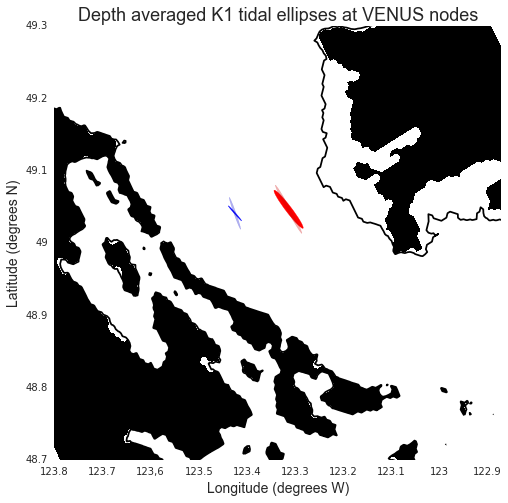 Depth averaged K1 tidal ellipses at VENUS nodes
49.3
49.2
49.1
49
48.9
48.8
48.7
Latitude (degrees N)
123.8 123.7 123,6 123.5 123.4 123.3 123.2 123.1 123 122.9
Longitude (degrees W)